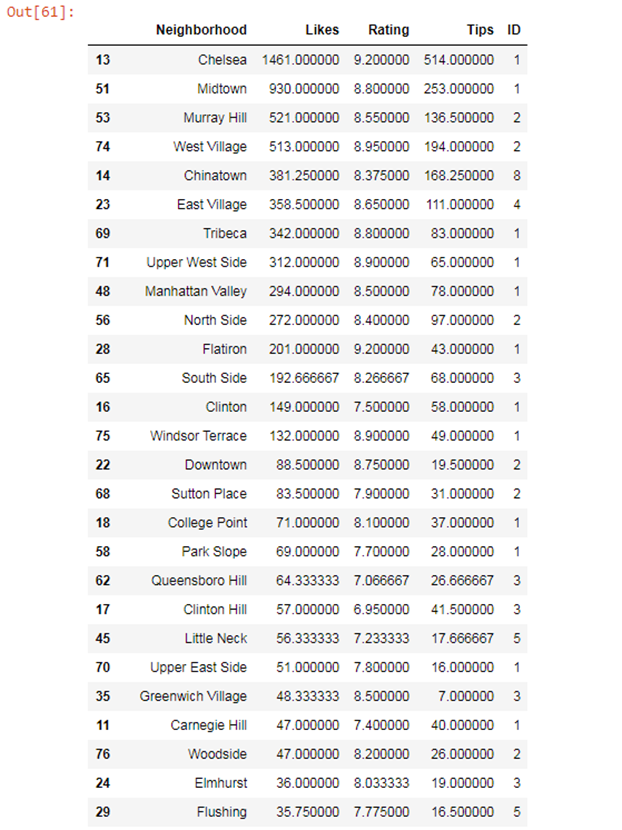 Out[61]:
Neighborhood Likes Rating Tips ID
13 Chelsea 1461.000000 9.200000 514.000000 1
51 Midtown 930.000000 8.800000 253.000000 1
53 Murray Hill 521.000000 8.550000 136.500000 2
74 West Village 513.000000 8.950000 194.000000 2
14 Chinatown 381.250000 8.375000 168.250000 8
23 East Village 358.500000 8.650000 111.000000 4
69 Tribeca 342.000000 8.800000 83.000000 1
71 Upper West Side 312.000000 8.900000 65.000000 1
48 Manhattan Valley 294.000000 8.500000 78.000000 1
56 North Side 272.000000 8.400000 97.000000 2
28 Flatiron 201.000000 9.200000 43.000000 1
65 South Side 192.666667 8.266667 68.000000 3
16 Clinton 149.000000 7.500000 58.000000 1
75 Windsor Terrace 132.000000 8.900000 49.000000 1
22 Downtown 88.500000 8.750000 19.500000 2
68 Sutton Place 83.500000 7.900000 31.000000 2
18 College Point 71.000000 8.100000 37.000000 1
58 Park Slope 69.000000 7.700000 28.000000 1
62 Queensboro Hill 64.333333 7.066667 26.666667 3
17 Clinton Hill 57.000000 6.950000 41.500000 3
45 Little Neck 56.333333 7.233333 17.666667 5
70 Upper East Side 51.000000 7.800000 16.000000 1
35 Greenwich Village 48.333333 8.500000 7.000000 3
11 Carnegie Hill 47.000000 7.400000 40.000000 1
76 Woodside 47.000000 8.200000 26.000000 2
24 Elmhurst 36.000000 8.033333 19.000000 3
29 Flushing 35.750000 7.775000 16.500000 5